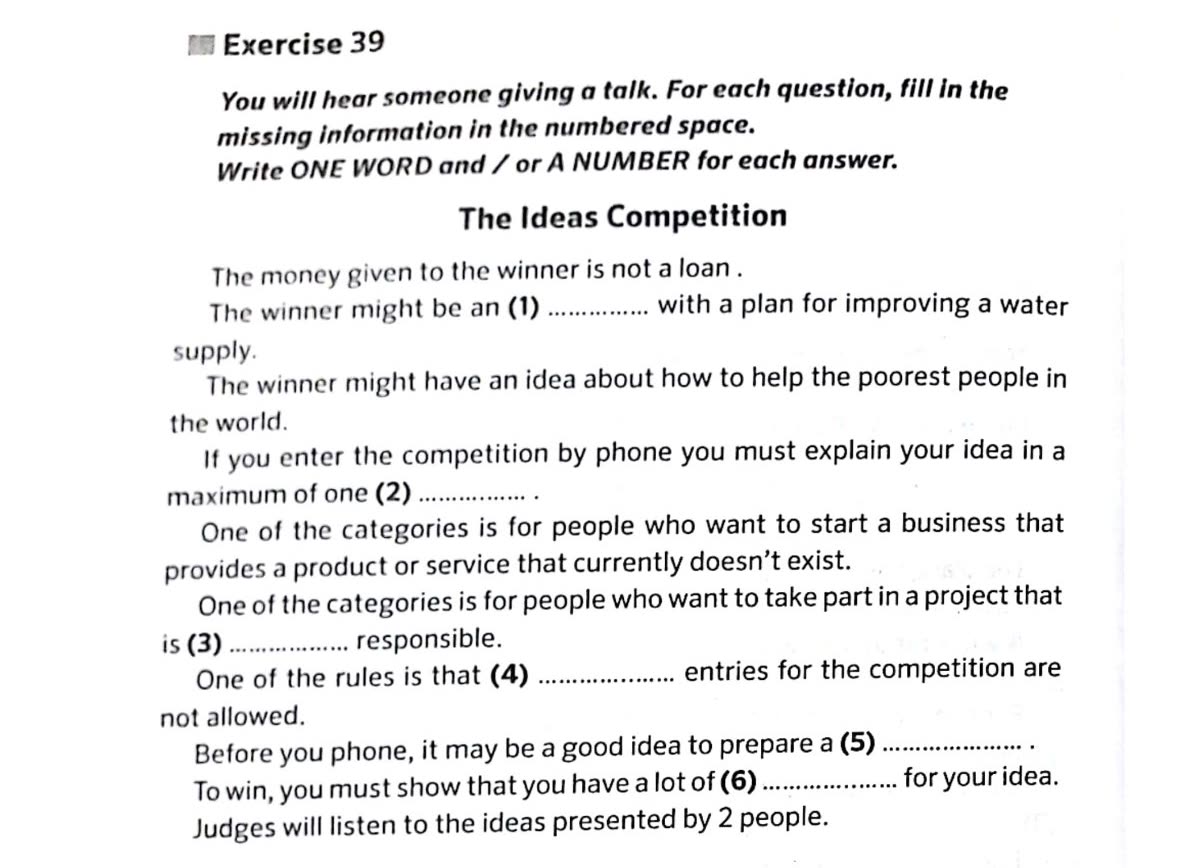 Exercise 39
You will hear someone giving a talk. For each question, fill in the
missing information in the numbered space.
Write ONE WORD and / or A NUMBER for each answer.
The Ideas Competition
The money given to the winner is not a loan .
The winner might be an (1) ............... with a plan for improving a water
supply.
The winner might have an idea about how to help the poorest people in
the world.
If you enter the competition by phone you must explain your idea in a
maximum of one (2) ................ .
One of the categories is for people who want to start a business that
provides a product or service that currently doesn't exist.
One of the categories is for people who want to take part in a project that
is (3) .................. responsible.
One of the rules is that (4) .................... entries for the competition are
not allowed.
Before you phone, it may be a good idea to prepare a (5) ..................... .
To win, you must show that you have a lot of (6) .................... for your idea.
Judges will listen to the ideas presented by 2 people.